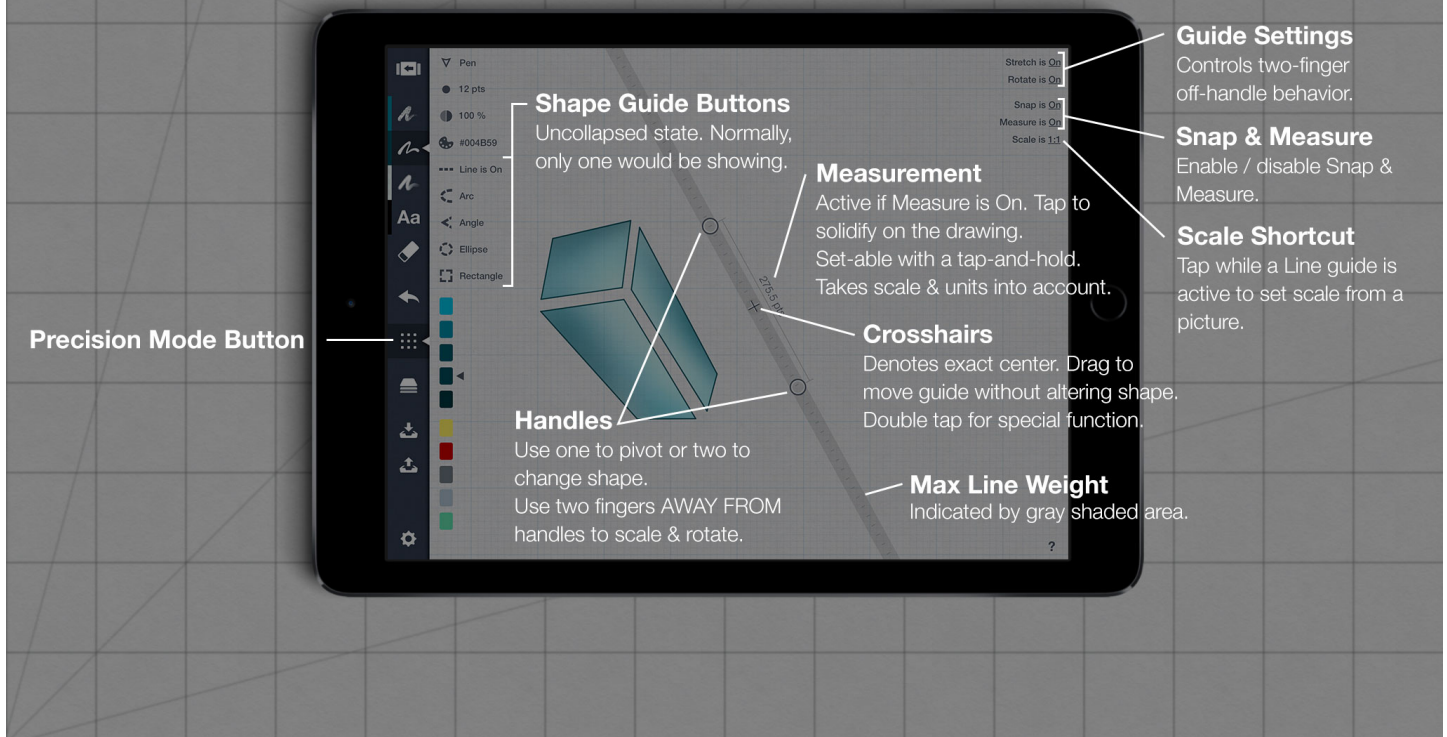 Pen
12 pts
100 %
#004B59
Line is On
Arc
Angle
Ellipse
Rectangle
Aa
Stretch is On
Rotate is On
Snap is On
Measure is On
Scale is 1:1
Guide Settings
Controls two-finger
off-handle behavior.
Snap & Measure
Enable / disable Snap &
Measure.
Scale Shortcut
Tap while a Line guide is
active to set scale from a
picture.
Shape Guide Buttons
Uncollapsed state. Normally,
only one would be showing.
Measurement
Active if Measure is On. Tap to
solidify on the drawing.
Set-able with a tap-and-hold.
Takes scale & units into account.
275.5
Crosshairs
Denotes exact center. Drag to
move guide without altering shape.
Double tap for special function.
Precision Mode Button
Handles
Use one to pivot or two to
change shape.
Use two fingers AWAY FROM
handles to scale & rotate.
Max Line Weight
Indicated by gray shaded area.
?